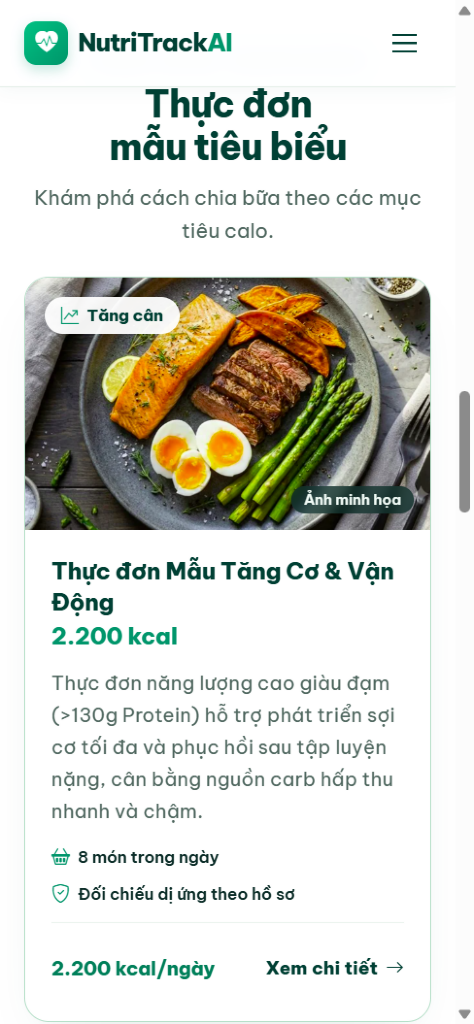 NutriTrackAI
Thực đơn
mẫu tiêu biểu
Khám phá cách chia bữa theo các mục
tiêu calo.
Tăng cân
Ảnh minh họa
Thực đơn Mẫu Tăng Cơ & Vận
Động
2.200 kcal
Thực đơn năng lượng cao giàu đạm
(>130g Protein) hỗ trợ phát triển sợi
cơ tối đa và phục hồi sau tập luyện
nặng, cân bằng nguồn carb hấp thu
nhanh và chậm.
8 món trong ngày
Đối chiếu dị ứng theo hồ sơ
2.200 kcal/ngày
Xem chi tiết